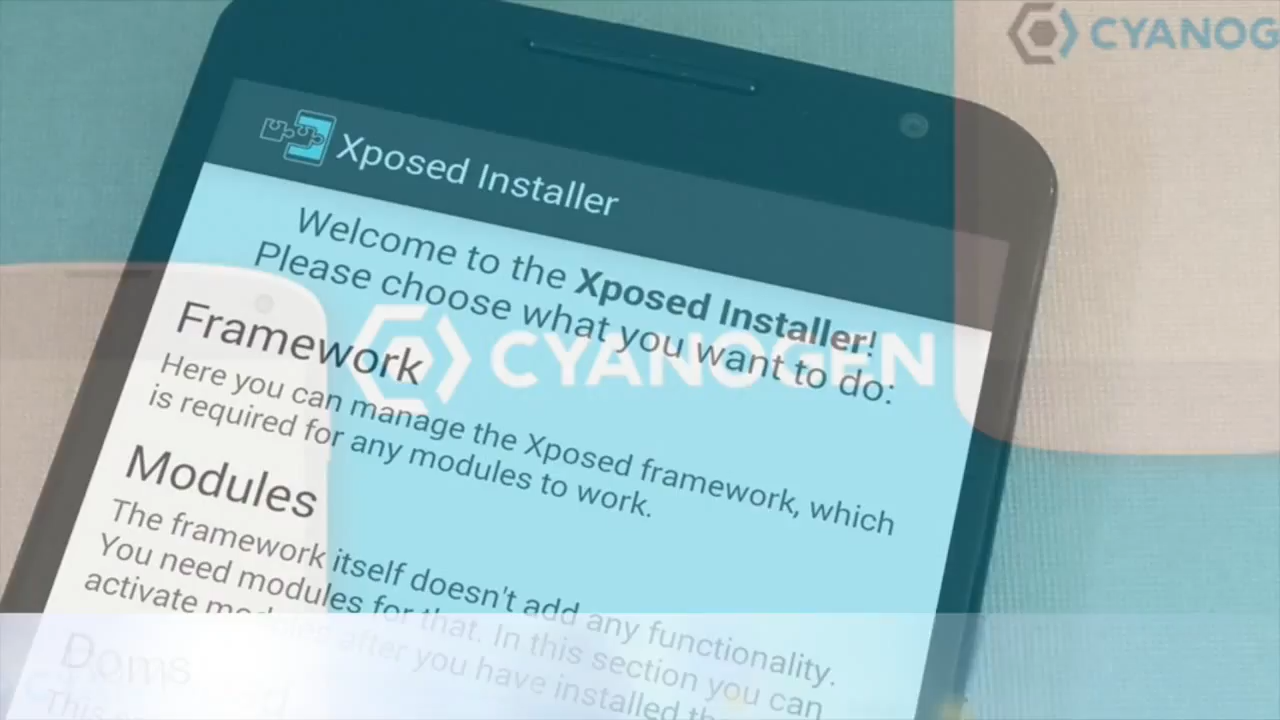 CYANOG
Xposed Installer
Welcome to the Xposed Installer!
Please choose what you want to do:
CYANOGEN
Framework
Here you can manage the Xposed framework, which
is required for any modules to work.
Modules
The framework itself doesn't add any functionality.
You need modules for that. In this section you can
activate modules after you have installed
This